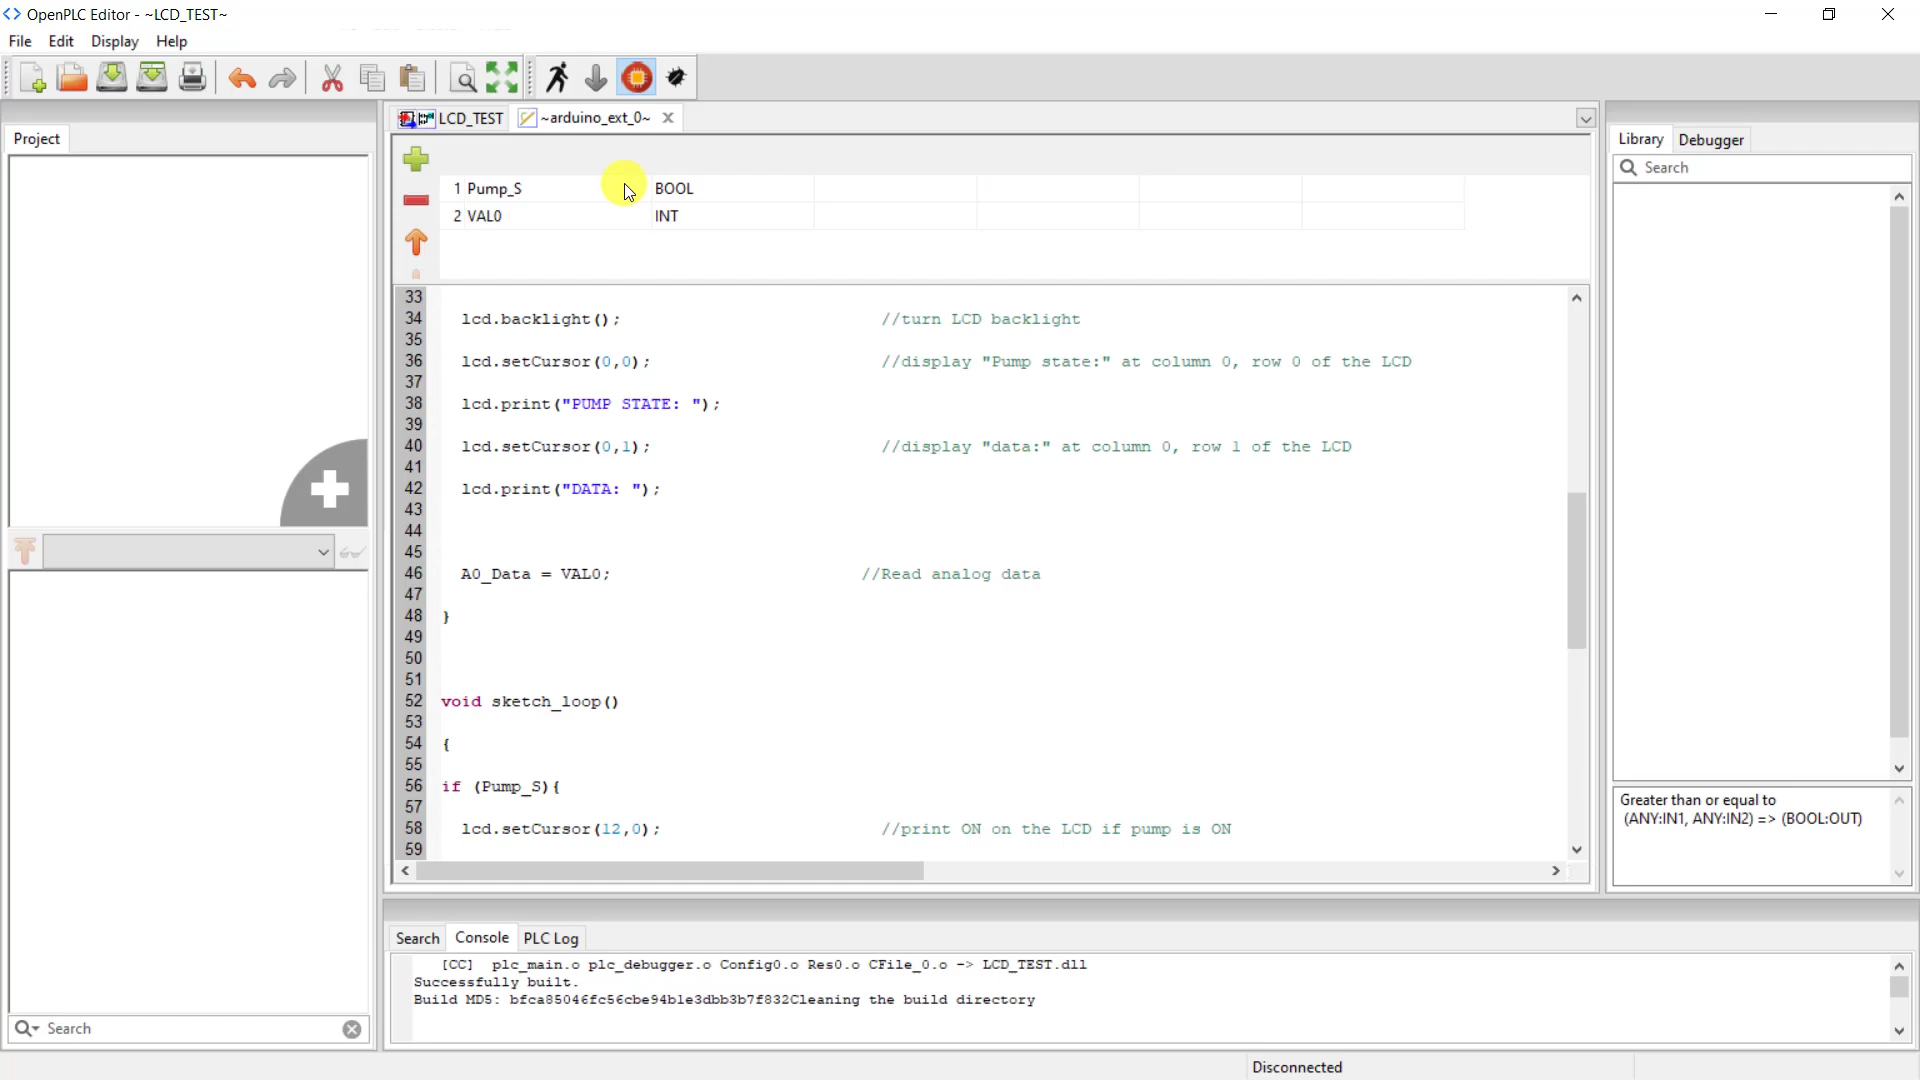 OpenPLC Editor - ~LCD_TEST~
File Edit Display Help
Project
LCD_TEST ~arduino_ext_0~
1 Pump_S BOOL
2 VAL0 INT
33
34 lcd.backlight(); //turn LCD backlight
35
36 lcd.setCursor(0,0); //display "Pump state:" at column 0, row 0 of the LCD
37
38 lcd.print("PUMP STATE: ");
39
40 lcd.setCursor(0,1); //display "data:" at column 0, row 1 of the LCD
41
42 lcd.print("DATA: ");
43
44
45
46 A0_Data = VAL0; //Read analog data
47
48 }
49
50
51
52 void sketch_loop()
53
54 {
55
56 if (Pump_S){
57
58 lcd.setCursor(12,0); //print ON on the LCD if pump is ON
59
Library Debugger
Search
Greater than or equal to
(ANY:IN1, ANY:IN2) => (BOOL:OUT)
Search
Search Console PLC Log
[CC] plc_main.o plc_debugger.o Config0.o Res0.o CFile_0.o -> LCD_TEST.dll
Successfully built.
Build MD5: bfca85046fc56cbe94b1e3dbb3b7f832Cleaning the build directory
Disconnected